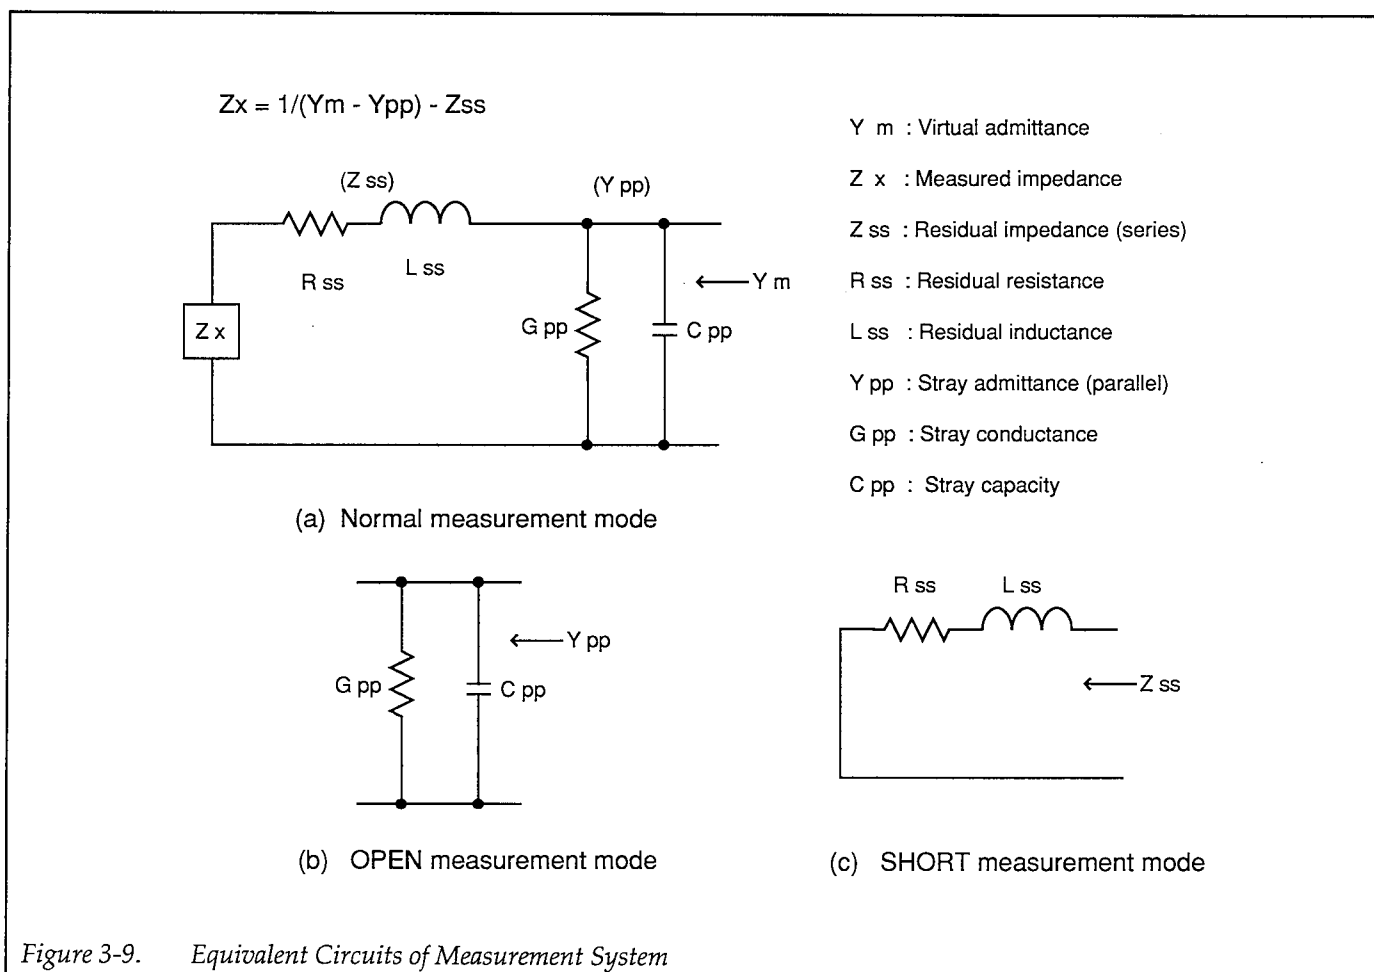 Zx = 1/(Ym - Ypp) - Zss
(Z ss)
(Y pp)
R ss
L ss
Y m
Z x
G pp
C pp
(a) Normal measurement mode
Y m : Virtual admittance
Z x : Measured impedance
Z ss : Residual impedance (series)
R ss : Residual resistance
L ss : Residual inductance
Y pp : Stray admittance (parallel)
G pp : Stray conductance
C pp : Stray capacity
Y pp
G pp
C pp
(b) OPEN measurement mode
R ss
L ss
Z ss
(c) SHORT measurement mode
Figure 3-9. Equivalent Circuits of Measurement System